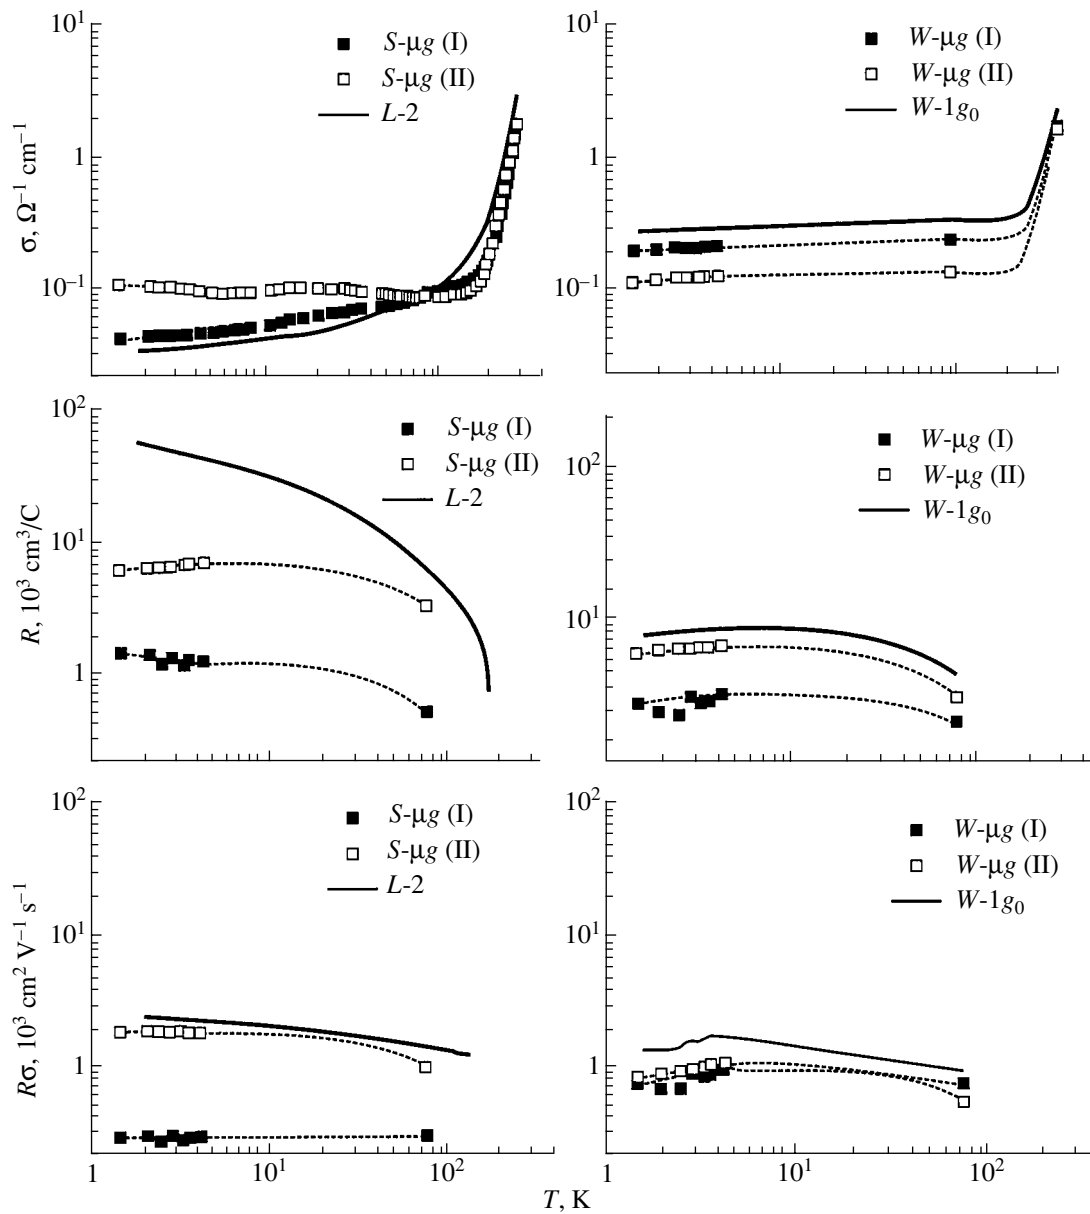 10¹
1
10⁻¹
σ, Ω⁻¹ cm⁻¹
S-μg (I)
S-μg (II)
L-2
10¹
1
10⁻¹
W-μg (I)
W-μg (II)
W-1g₀
10²
10¹
1
R, 10³ cm³/C
S-μg (I)
S-μg (II)
L-2
1
10¹
10²
10²
10¹
W-μg (I)
W-μg (II)
W-1g₀
10²
10¹
1
Rσ, 10³ cm² V⁻¹ s⁻¹
S-μg (I)
S-μg (II)
L-2
1
10¹
10²
10²
10¹
1
W-μg (I)
W-μg (II)
W-1g₀
1
10¹
10²
T, K